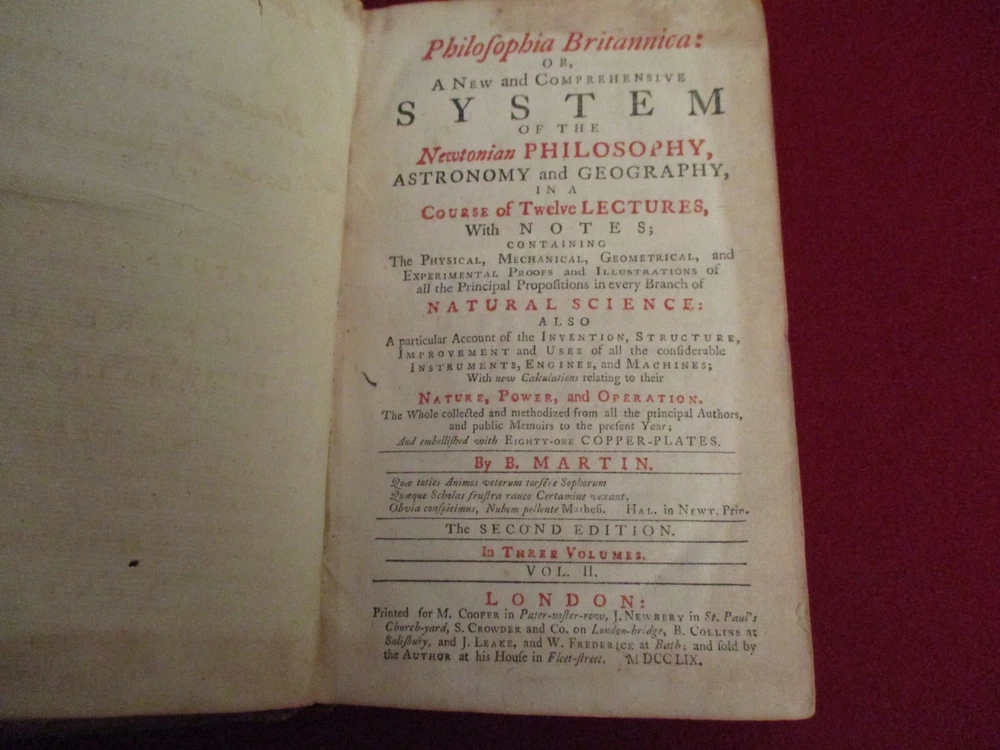 Philoſophia Britannica:
OR,
A NEW and COMPREHENSIVE
SYSTEM
OF THE
Newtonian PHILOSOPHY,
ASTRONOMY and GEOGRAPHY,
IN A
COURSE of Twelve LECTURES,
With NOTES;
CONTAINING
The PHYSICAL, MECHANICAL, GEOMETRICAL, and
EXPERIMENTAL PROOFS and ILLUSTRATIONS of
all the Principal Propoſitions in every Branch of
NATURAL SCIENCE:
ALSO
A particular Account of the INVENTION, STRUCTURE,
IMPROVEMENT and USES of all the conſiderable
INSTRUMENTS, ENGINES, and MACHINES;
With new Calculations relating to their
NATURE, POWER, and OPERATION.
The Whole collected and methodized from all the principal Authors,
and public Memoirs to the preſent Year;
And embelliſhed with EIGHTY-ONE COPPER-PLATES.
By B. MARTIN.
Quæ toties Animos veterum torſêre Sophorum
Quæque Scholas fruſtra rauco Certamine vexant,
Obvia conſpicimus, Nubem pellente Matheſi. HAL. in NEWT. Prin.
The SECOND EDITION.
In THREE VOLUMES.
VOL. II.
LONDON:
Printed for M. COOPER in Pater-noſter-row, J. NEWBERY in St. Paul's
Church-yard, S. CROWDER and Co. on London-bridge, B. COLLINS at
Saliſbury, and J. LEAKE, and W. FREDERICK at Bath; and ſold by
the AUTHOR at his Houſe in Fleet-ſtreet. MDCCLIX.